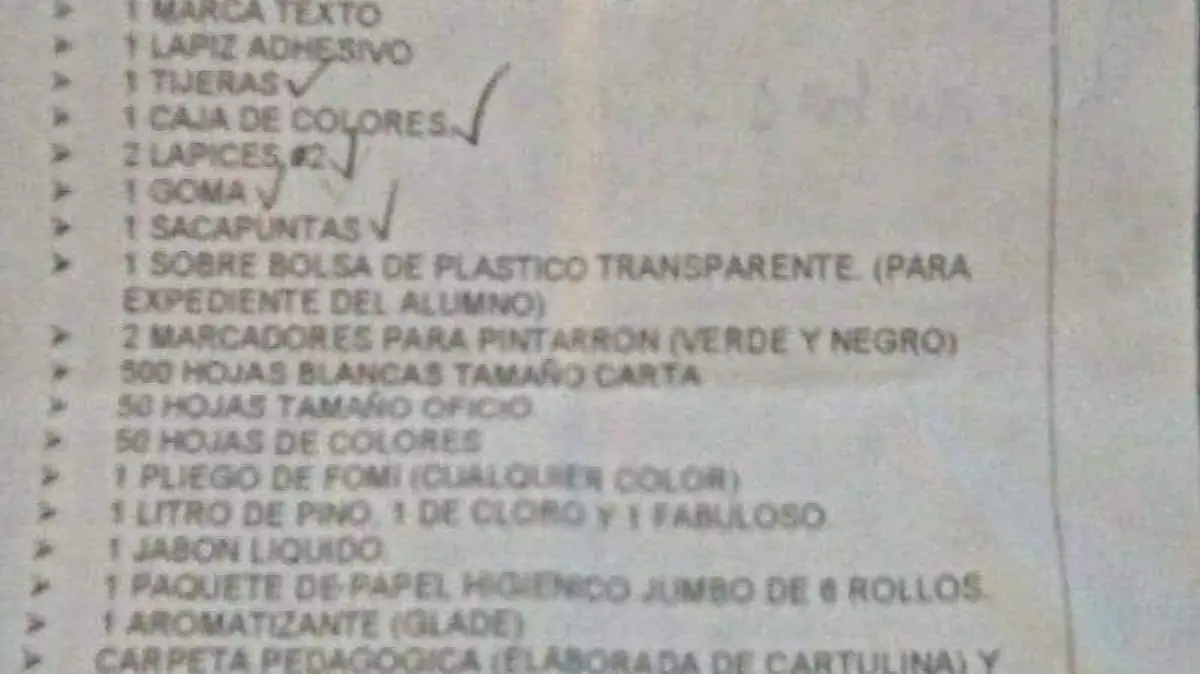 ➤ 1 MARCA TEXTO
➤ 1 LAPIZ ADHESIVO
➤ 1 TIJERAS ✓
➤ 1 CAJA DE COLORES. ✓
➤ 2 LAPICES #2 ✓
➤ 1 GOMA ✓
➤ 1 SACAPUNTAS ✓
➤ 1 SOBRE BOLSA DE PLASTICO TRANSPARENTE. (PARA
EXPEDIENTE DEL ALUMNO)
➤ 2 MARCADORES PARA PINTARRON (VERDE Y NEGRO)
➤ 500 HOJAS BLANCAS TAMAÑO CARTA
➤ 50 HOJAS TAMAÑO OFICIO
➤ 50 HOJAS DE COLORES
➤ 1 PLIEGO DE FOMI (CUALQUIER COLOR)
➤ 1 LITRO DE PINO, 1 DE CLORO Y 1 FABULOSO
➤ 1 JABON LIQUIDO
➤ 1 PAQUETE DE PAPEL HIGIENICO JUMBO DE 6 ROLLOS.
➤ 1 AROMATIZANTE (GLADE)
➤ CARPETA PEDAGOGICA (ELABORADA DE CARTULINA) Y